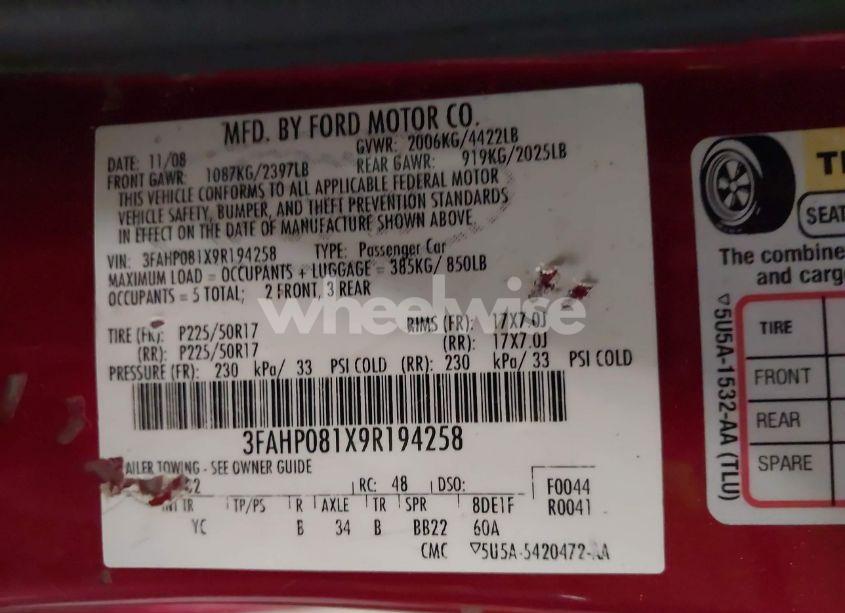 MFD. BY FORD MOTOR CO.
DATE: 11/08 GVWR: 2006KG/4422LB
FRONT GAWR: 1087KG/2397LB REAR GAWR: 919KG/2025LB
THIS VEHICLE CONFORMS TO ALL APPLICABLE FEDERAL MOTOR
VEHICLE SAFETY, BUMPER, AND THEFT PREVENTION STANDARDS
IN EFFECT ON THE DATE OF MANUFACTURE SHOWN ABOVE.
VIN: 3FAHP081X9R194258 TYPE: Passenger Car
MAXIMUM LOAD = OCCUPANTS + LUGGAGE = 385KG/ 850LB
OCCUPANTS = 5 TOTAL; 2 FRONT, 3 REAR
wheelwise
TIRE (FR): P225/50R17 RIMS (FR): 17X7.0J
(RR): P225/50R17 (RR): 17X7.0J
PRESSURE (FR): 230 kPa/ 33 PSI COLD (RR): 230 kPa/ 33 PSI COLD
3FAHP081X9R194258
AILER TOWING - SEE OWNER GUIDE
2 RC: 48 DSO: F0044
INT TR TP/PS R AXLE TR SPR 8DE1F R0041
YC B 34 B BB22 60A
CMC ▽5U5A-5420472-AA
SEAT
The combine
and carg
TIRE
FRONT
REAR
SPARE
▽5U5A-1532-AA (TLU)